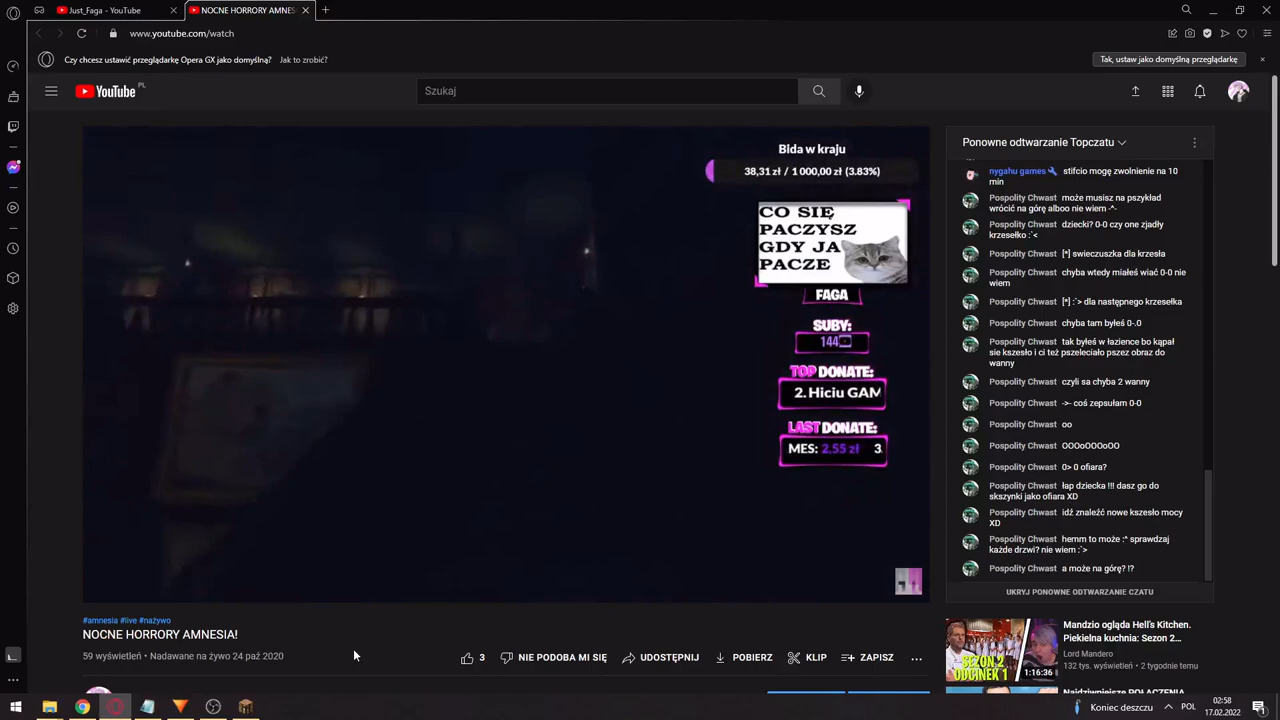 Just_Faga - YouTube
NOCNE HORRORY AMNES
www.youtube.com/watch
Czy chcesz ustawić przeglądarkę Opera GX jako domyślną? Jak to zrobić?
Tak, ustaw jako domyślną przeglądarkę
YouTube PL
Szukaj
Bida w kraju
38,31 zł / 1 000,00 zł (3.83%)
CO SIĘ
PACZYSZ
GDY JA
PACZE
FAGA
SUBY:
144
TOP DONATE:
2. Hiciu GAM
LAST DONATE:
MES: 2,55 zł 3.
Ponowne odtwarzanie Topczatu
nygahu games stifcio mogę zwolnienie na 10
min
Pospolity Chwast może musisz na pszykład
wrócić na górę alboo nie wiem -^-
Pospolity Chwast dziecki? 0-0 czy one zjadły
krzesełko :`<
Pospolity Chwast [*] swieczuszka dla krzesła
Pospolity Chwast chyba wtedy miałeś wiać 0-0 nie
wiem
Pospolity Chwast [*] :`> dla następnego krzesełka
Pospolity Chwast chyba tam byłeś 0-.0
Pospolity Chwast tak byłeś w łazience bo kąpał
sie kszesło i ci też pszeleciało pszez obraz do
wanny
Pospolity Chwast czyli sa chyba 2 wanny
Pospolity Chwast ->- coś zepsułam 0-0
Pospolity Chwast oo
Pospolity Chwast OOOoOOOoOO
Pospolity Chwast 0> 0 ofiara?
Pospolity Chwast łap dziecka !!! dasz go do
skszynki jako ofiara XD
Pospolity Chwast idź znaleźć nowe kszesło mocy
XD
Pospolity Chwast hemm to może :^ sprawdzaj
każde drzwi? nie wiem :`>
Pospolity Chwast a może na górę? !?
UKRYJ PONOWNE ODTWARZANIE CZATU
#amnesia #live #nażywo
NOCNE HORRORY AMNESIA!
59 wyświetleń • Nadawane na żywo 24 paź 2020
3
NIE PODOBA MI SIĘ
UDOSTĘPNIJ
POBIERZ
KLIP
ZAPISZ
SEZON 2
ODCINEK 1
1:16:36
Mandzio ogląda Hell's Kitchen.
Piekielna kuchnia: Sezon 2...
Lord Mandero
132 tys. wyświetleń • 2 tygodnie temu
Najdziwniejsze POŁĄCZENIA
Koniec deszczu
POL
02:58
17.02.2022